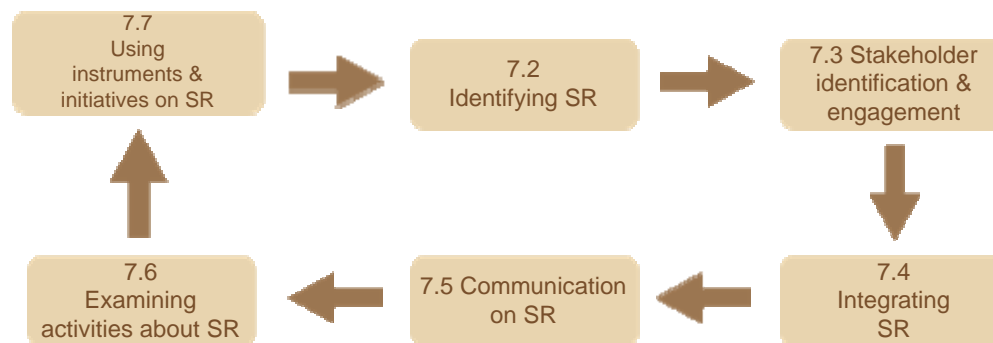 7.7
Using
instruments &
initiatives on SR
7.2
Identifying SR
7.3 Stakeholder
identification &
engagement
7.6
Examining
activities about SR
7.5 Communication
on SR
7.4
Integrating
SR